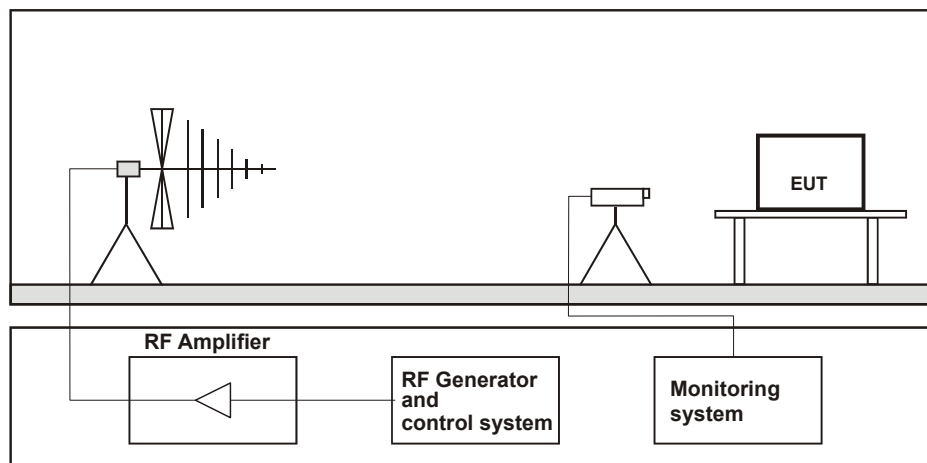 EUT
RF Amplifier
RF Generator
and
control system
Monitoring
system